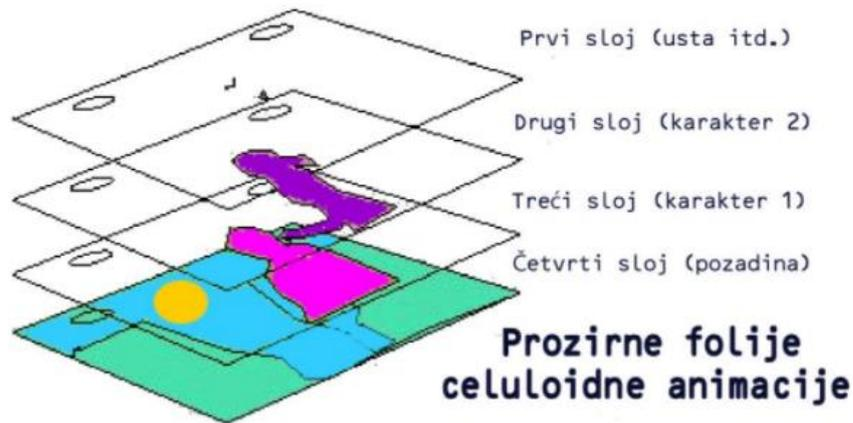 Prvi sloj (usta itd.)
Drugi sloj (karakter 2)
Treći sloj (karakter 1)
Četvrti sloj (pozadina)
Prozirne folije
celuloidne animacije